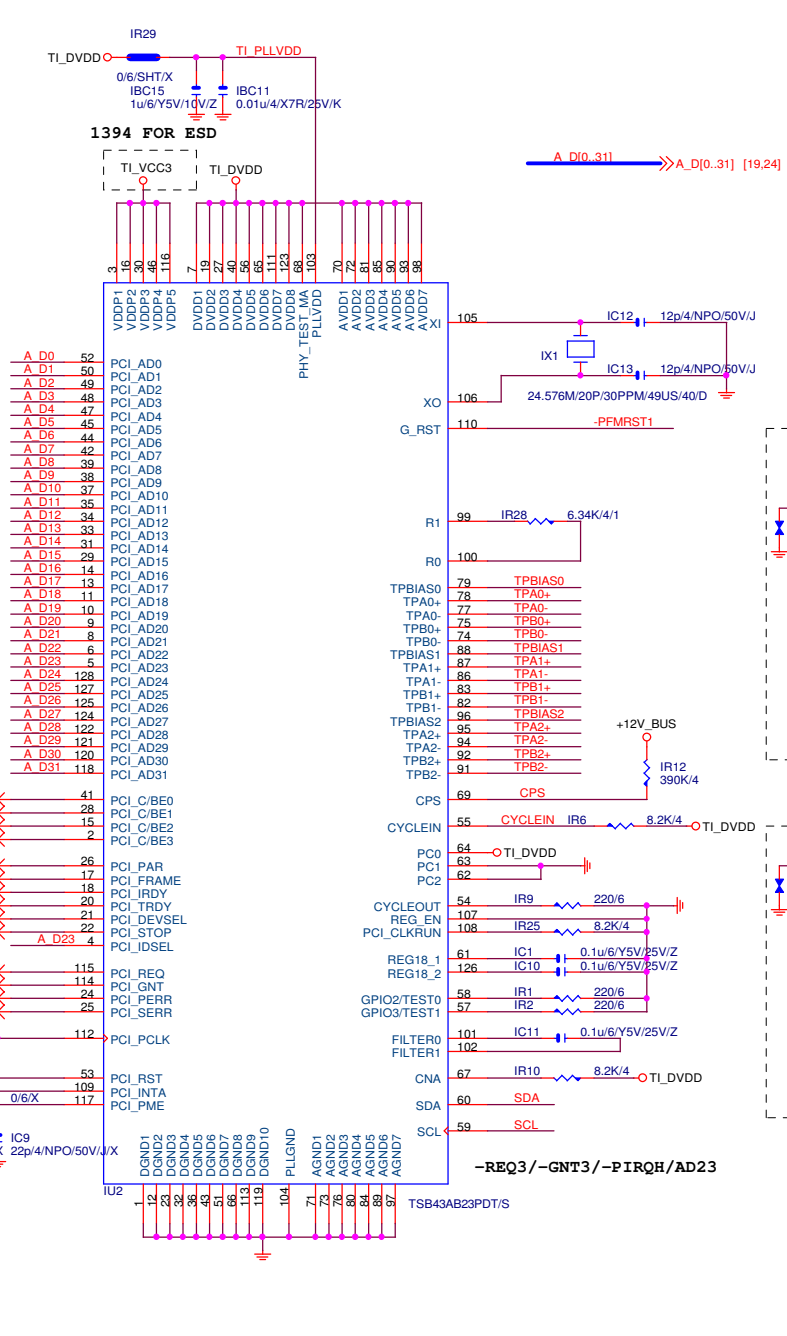 IR29
TI_DVDD
TI_PLLVDD
0/6/SHT/X
IBC15
1u/6/Y5V/10V/Z
IBC11
0.01u/4/X7R/25V/K
1394 FOR ESD
TI_VCC3
TI_DVDD
A_D[0..31]
A_D[0..31] [19,24]
3 16 30 46 116 7 19 27 40 56 65 111 123 68 103 70 72 81 85 90 93 98
VDDP1 VDDP2 VDDP3 VDDP4 VDDP5 DVDD1 DVDD2 DVDD3 DVDD4 DVDD5 DVDD6 DVDD7 DVDD8 PHY_TEST_MA PLLVDD AVDD1 AVDD2 AVDD3 AVDD4 AVDD5 AVDD6 AVDD7
XI 105 IC12 12p/4/NPO/50V/J
IX1
IC13 12p/4/NPO/50V/J
24.576M/20P/30PPM/49US/40/D
XO 106
G_RST 110 -PFMRST1
A_D0 52 PCI_AD0
A_D1 50 PCI_AD1
A_D2 49 PCI_AD2
A_D3 48 PCI_AD3
A_D4 47 PCI_AD4
A_D5 45 PCI_AD5
A_D6 44 PCI_AD6
A_D7 42 PCI_AD7
A_D8 39 PCI_AD8
A_D9 38 PCI_AD9
A_D10 37 PCI_AD10
A_D11 35 PCI_AD11
A_D12 34 PCI_AD12
A_D13 33 PCI_AD13
A_D14 31 PCI_AD14
A_D15 29 PCI_AD15
A_D16 14 PCI_AD16
A_D17 13 PCI_AD17
A_D18 11 PCI_AD18
A_D19 10 PCI_AD19
A_D20 9 PCI_AD20
A_D21 8 PCI_AD21
A_D22 6 PCI_AD22
A_D23 5 PCI_AD23
A_D24 128 PCI_AD24
A_D25 127 PCI_AD25
A_D26 125 PCI_AD26
A_D27 124 PCI_AD27
A_D28 122 PCI_AD28
A_D29 121 PCI_AD29
A_D30 120 PCI_AD30
A_D31 118 PCI_AD31
R1 99 IR28 6.34K/4/1
R0 100
TPBIAS0 79 TPBIAS0
TPA0+ 78 TPA0+
TPA0- 77 TPA0-
TPB0+ 75 TPB0+
TPB0- 74 TPB0-
TPBIAS1 88 TPBIAS1
TPA1+ 87 TPA1+
TPA1- 86 TPA1-
TPB1+ 83 TPB1+
TPB1- 82 TPB1-
TPBIAS2 96 TPBIAS2
TPA2+ 95 TPA2+
TPA2- 94 TPA2-
TPB2+ 92 TPB2+
TPB2- 91 TPB2-
+12V_BUS
IR12
390K/4
41 PCI_C/BE0
28 PCI_C/BE1
15 PCI_C/BE2
2 PCI_C/BE3
CPS 69 CPS
CYCLEIN 55 CYCLEIN IR6 8.2K/4 TI_DVDD
PC0 64 TI_DVDD
PC1 63
PC2 62
26 PCI_PAR
17 PCI_FRAME
18 PCI_IRDY
20 PCI_TRDY
21 PCI_DEVSEL
22 PCI_STOP
A_D23 4 PCI_IDSEL
CYCLEOUT 54 IR9 220/6
REG_EN 107
PCI_CLKRUN 108 IR25 8.2K/4
REG18_1 61 IC1 0.1u/6/Y5V/25V/Z
REG18_2 126 IC10 0.1u/6/Y5V/25V/Z
115 PCI_REQ
114 PCI_GNT
24 PCI_PERR
25 PCI_SERR
GPIO2/TEST0 58 IR1 220/6
GPIO3/TEST1 57 IR2 220/6
112 PCI_PCLK
FILTER0 101 IC11 0.1u/6/Y5V/25V/Z
FILTER1 102
53 PCI_RST
109 PCI_INTA
0/6/X 117 PCI_PME
CNA 67 IR10 8.2K/4 TI_DVDD
SDA 60 SDA
SCL 59 SCL
IC9
22p/4/NPO/50V/J/X
-REQ3/-GNT3/-PIRQH/AD23
DGND1 DGND2 DGND3 DGND4 DGND5 DGND6 DGND7 DGND8 DGND9 DGND10 PLLGND AGND1 AGND2 AGND3 AGND4 AGND5 AGND6 AGND7
IU2
1 12 23 32 36 43 51 66 113 119 104 71 73 76 80 84 89 97
TSB43AB23PDT/S